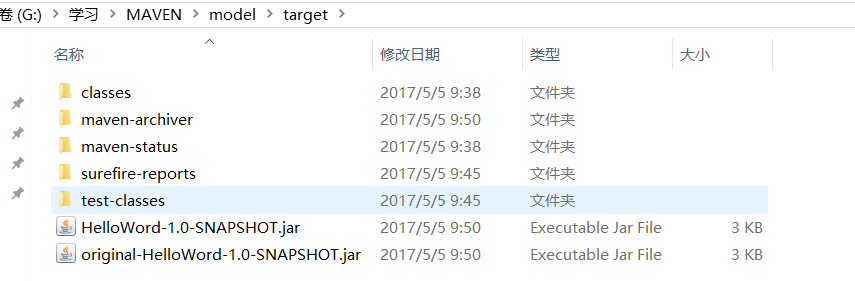 卷 (G:) > 学习 > MAVEN > model > target >
名称 修改日期 类型 大小
classes 2017/5/5 9:38 文件夹
maven-archiver 2017/5/5 9:50 文件夹
maven-status 2017/5/5 9:38 文件夹
surefire-reports 2017/5/5 9:45 文件夹
test-classes 2017/5/5 9:45 文件夹
HelloWord-1.0-SNAPSHOT.jar 2017/5/5 9:50 Executable Jar File 3 KB
original-HelloWord-1.0-SNAPSHOT.jar 2017/5/5 9:50 Executable Jar File 3 KB